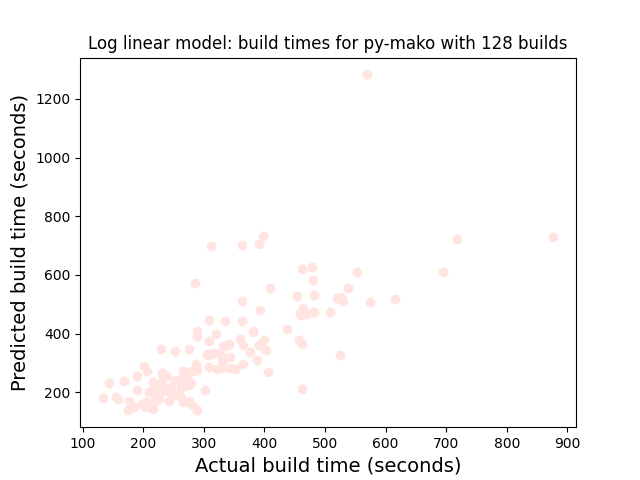 Log linear model: build times for py-mako with 128 builds
Predicted build time (seconds)
1200
1000
800
600
400
200
100 200 300 400 500 600 700 800 900
Actual build time (seconds)